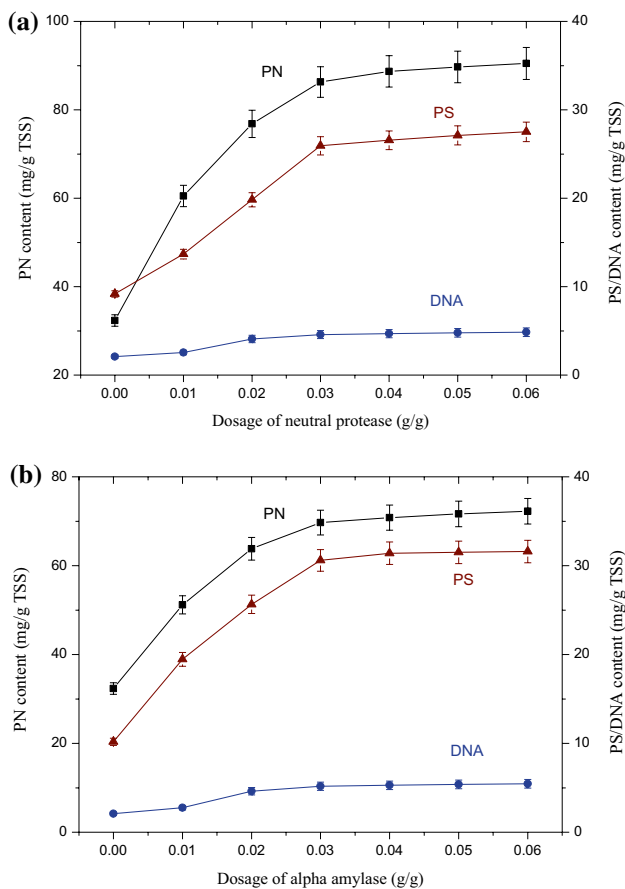 (a)
100
80
60
40
20
PN content (mg/g TSS)
40
30
20
10
0
PS/DNA content (mg/g TSS)
PN
PS
DNA
0.00 0.01 0.02 0.03 0.04 0.05 0.06
Dosage of neutral protease (g/g)
(b)
80
60
40
20
0
PN content (mg/g TSS)
40
30
20
10
0
PS/DNA content (mg/g TSS)
PN
PS
DNA
0.00 0.01 0.02 0.03 0.04 0.05 0.06
Dosage of alpha amylase (g/g)